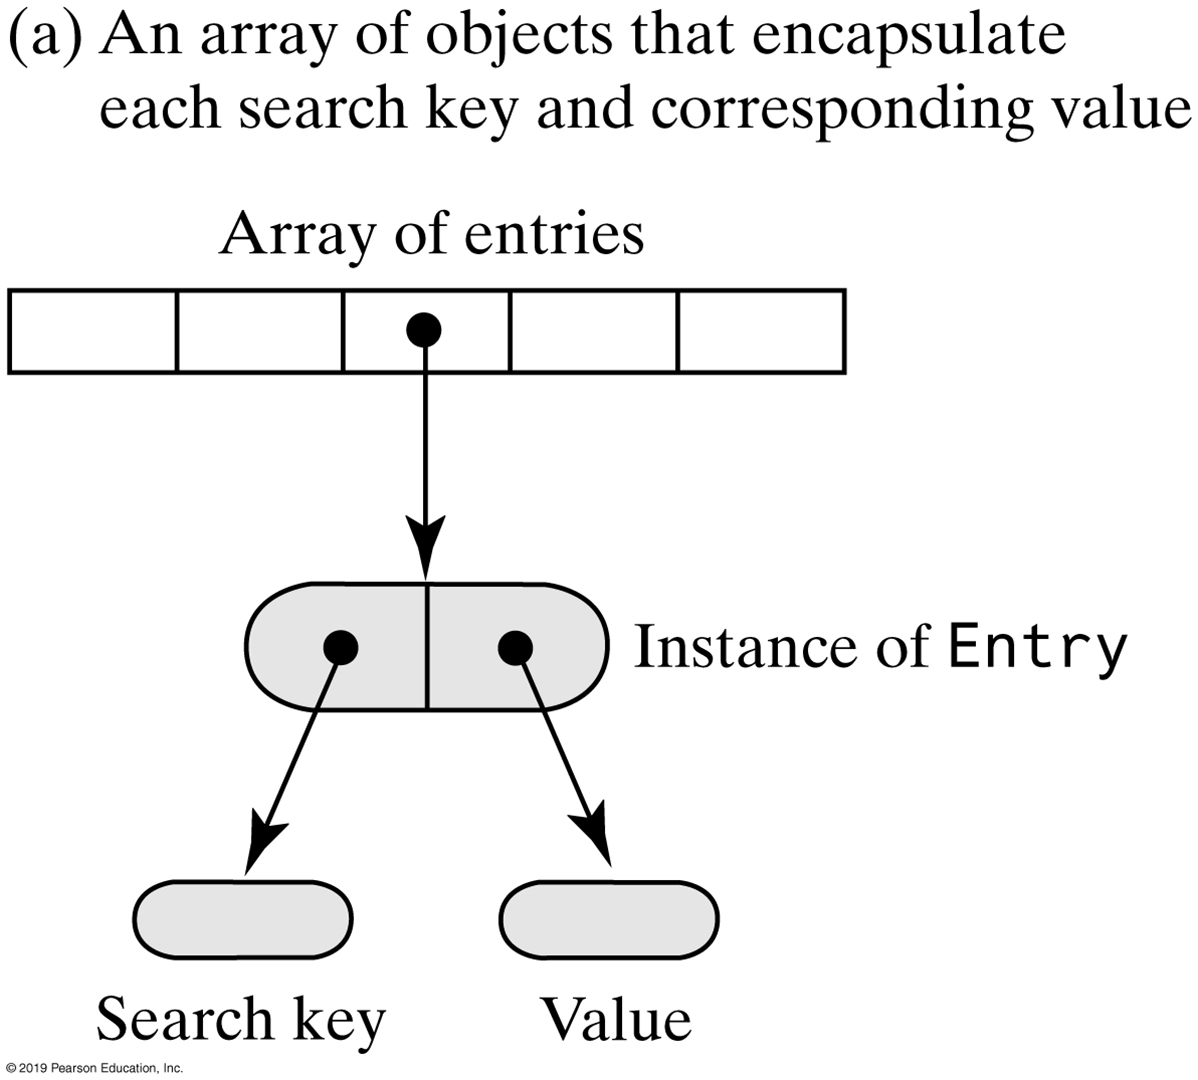 (a) An array of objects that encapsulate
each search key and corresponding value
Array of entries
Instance of Entry
Search key
Value
© 2019 Pearson Education, Inc.